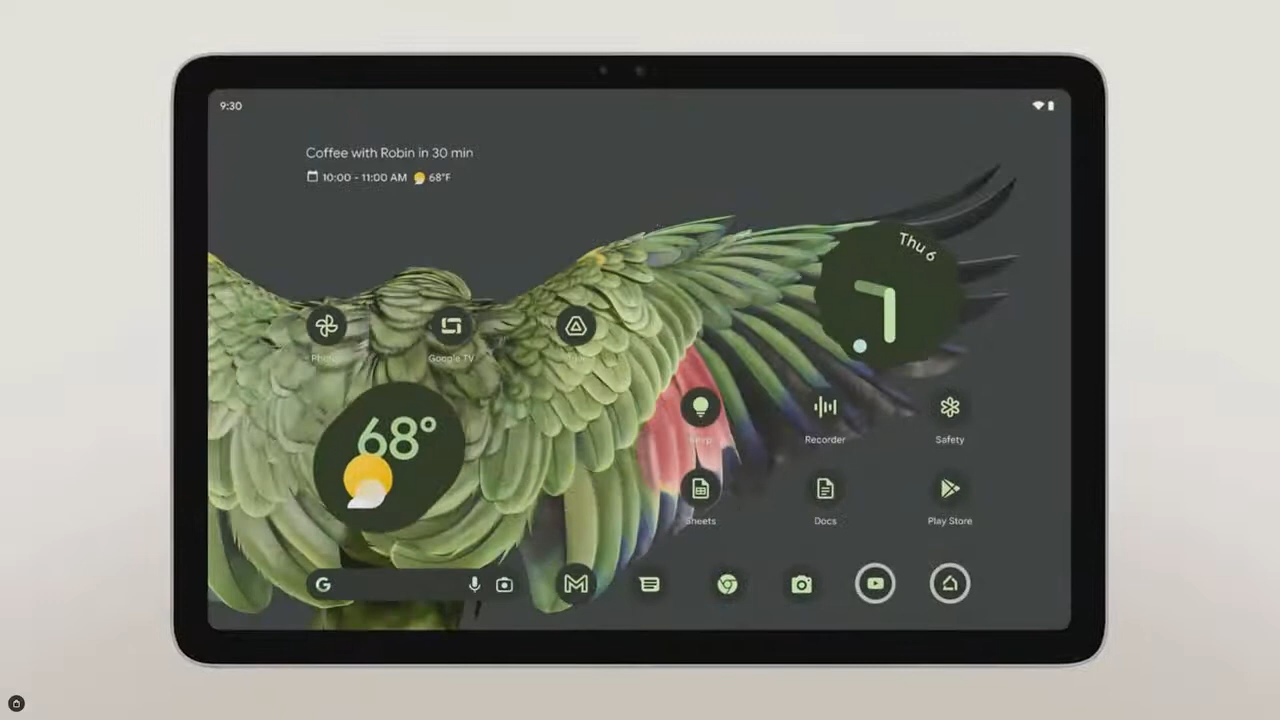 9:30
Coffee with Robin in 30 min
10:00 - 11:00 AM 68°F
Thu 6
Google TV
68°
Recorder
Safety
Sheets
Docs
Play Store
G